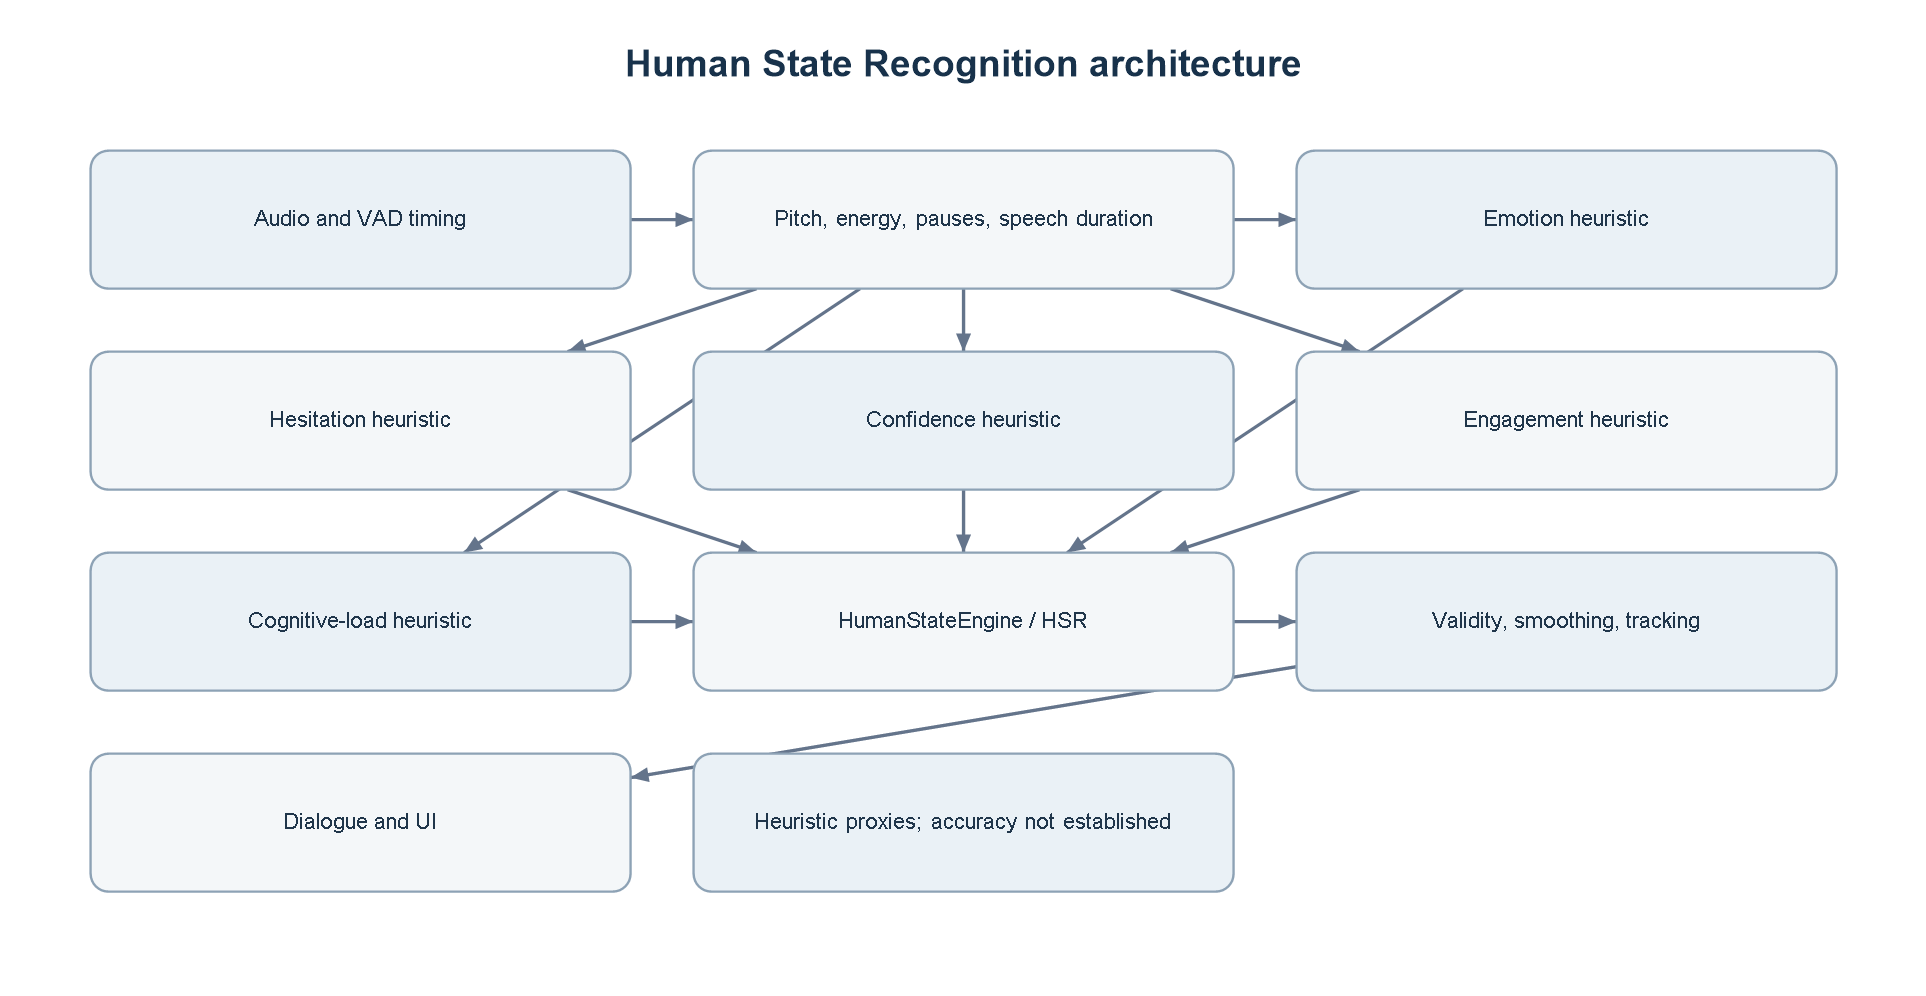 Human State Recognition architecture
Audio and VAD timing
Pitch, energy, pauses, speech duration
Emotion heuristic
Hesitation heuristic
Confidence heuristic
Engagement heuristic
Cognitive-load heuristic
HumanStateEngine / HSR
Validity, smoothing, tracking
Dialogue and UI
Heuristic proxies; accuracy not established